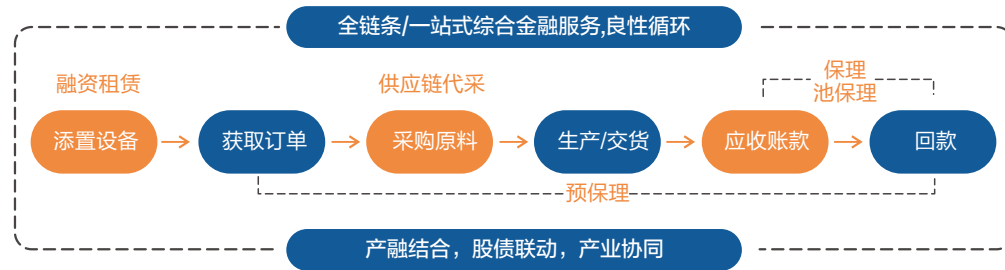 全链条/一站式综合金融服务,良性循环
融资租赁
供应链代采
保理
池保理
添置设备
获取订单
采购原料
生产/交货
应收账款
回款
预保理
产融结合，股债联动，产业协同